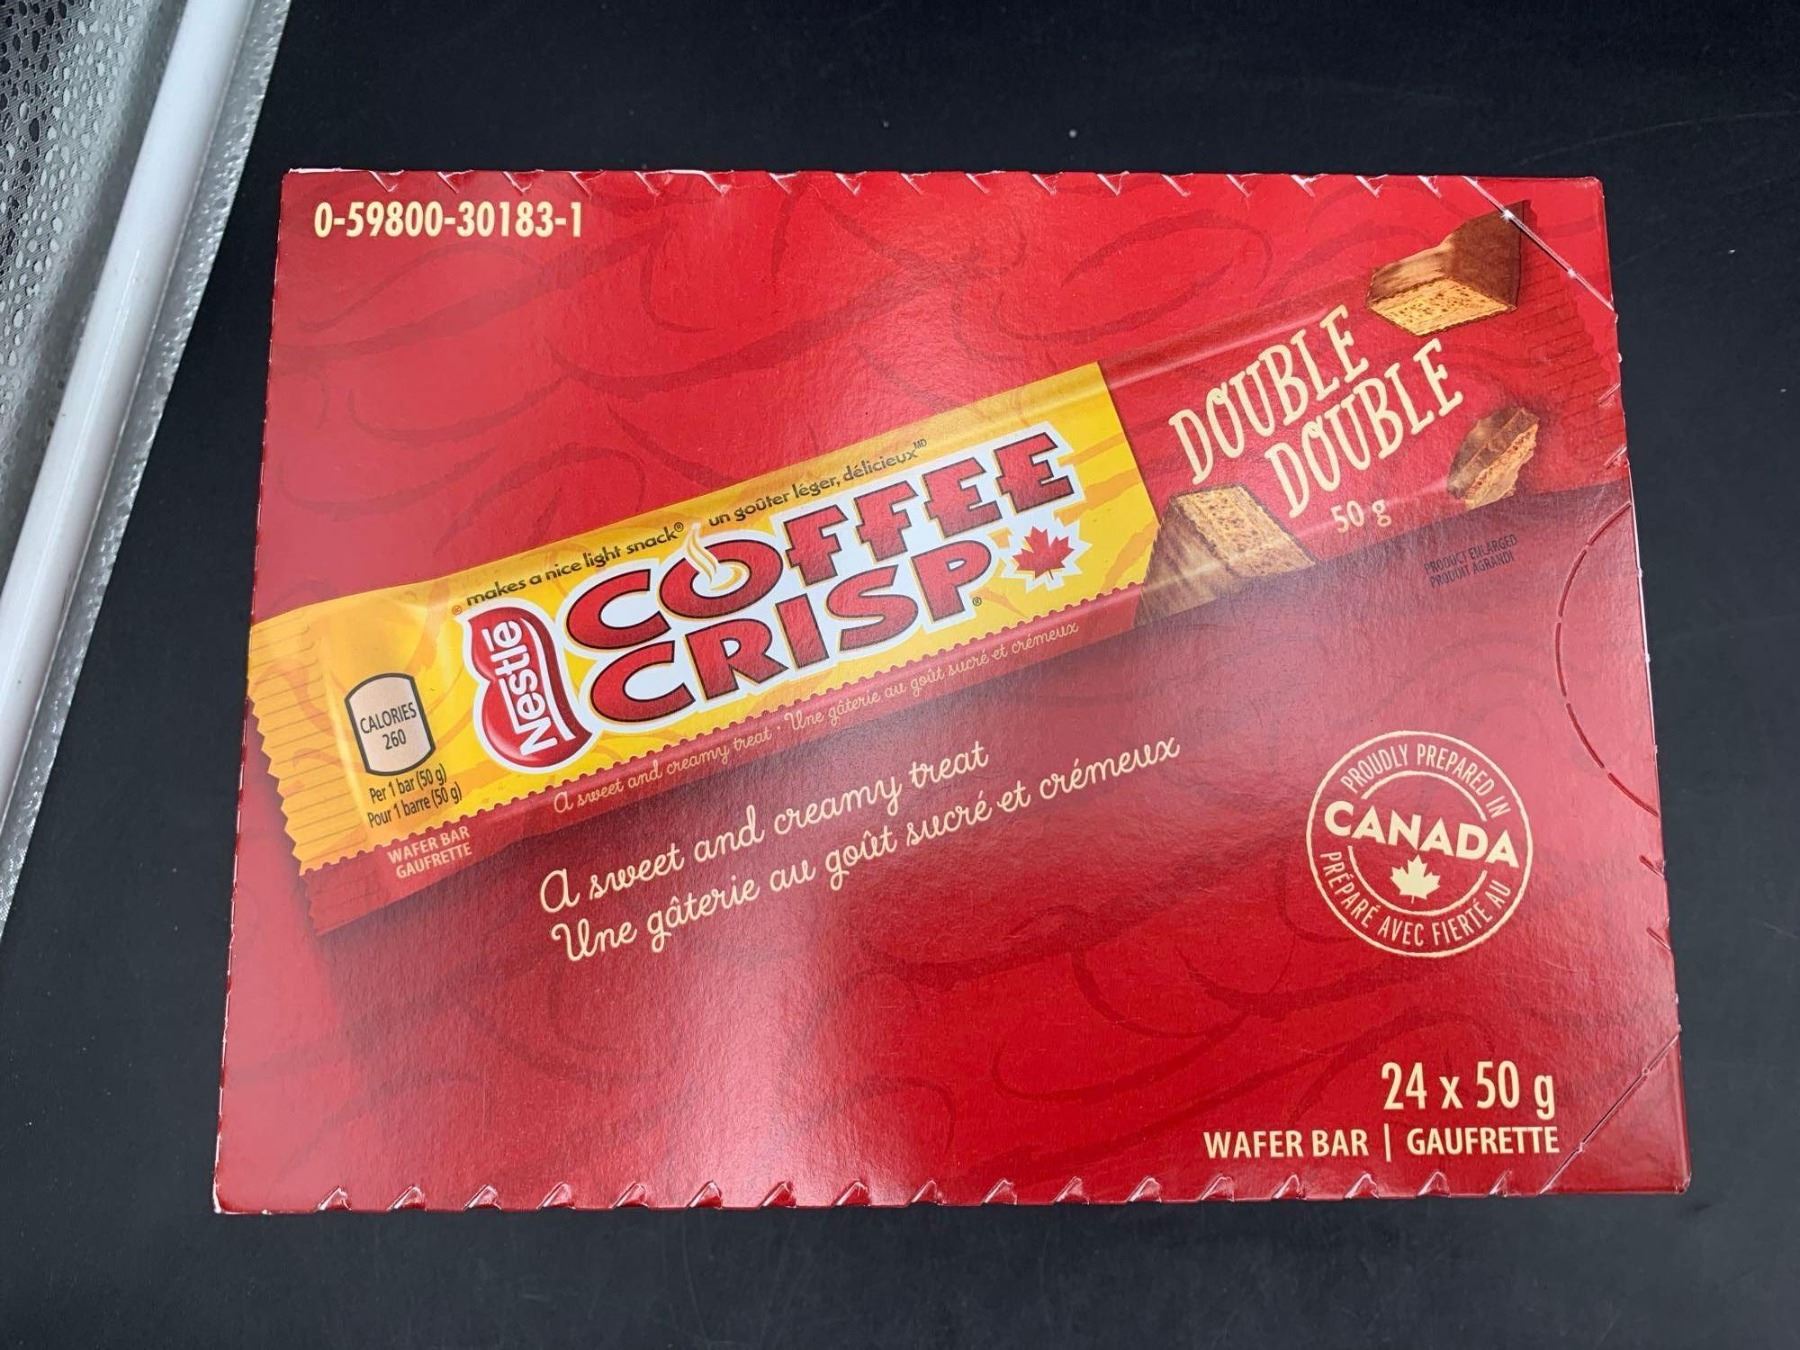 0-59800-30183-1
makes a nice light snack® un goûter léger, délicieux MD
Nestlé
COFFEE
CRISP®
DOUBLE
DOUBLE
50 g
PRODUCT ENLARGED
PRODUIT AGRANDI
CALORIES
260
Per 1 bar (50 g)
Pour 1 barre (50 g)
WAFER BAR
GAUFRETTE
A sweet and creamy treat • Une gâterie au goût sucré et crémeux
A sweet and creamy treat
Une gâterie au goût sucré et crémeux
PROUDLY PREPARED IN
CANADA
PRÉPARÉ AVEC FIERTÉ AU
24 x 50 g
WAFER BAR | GAUFRETTE